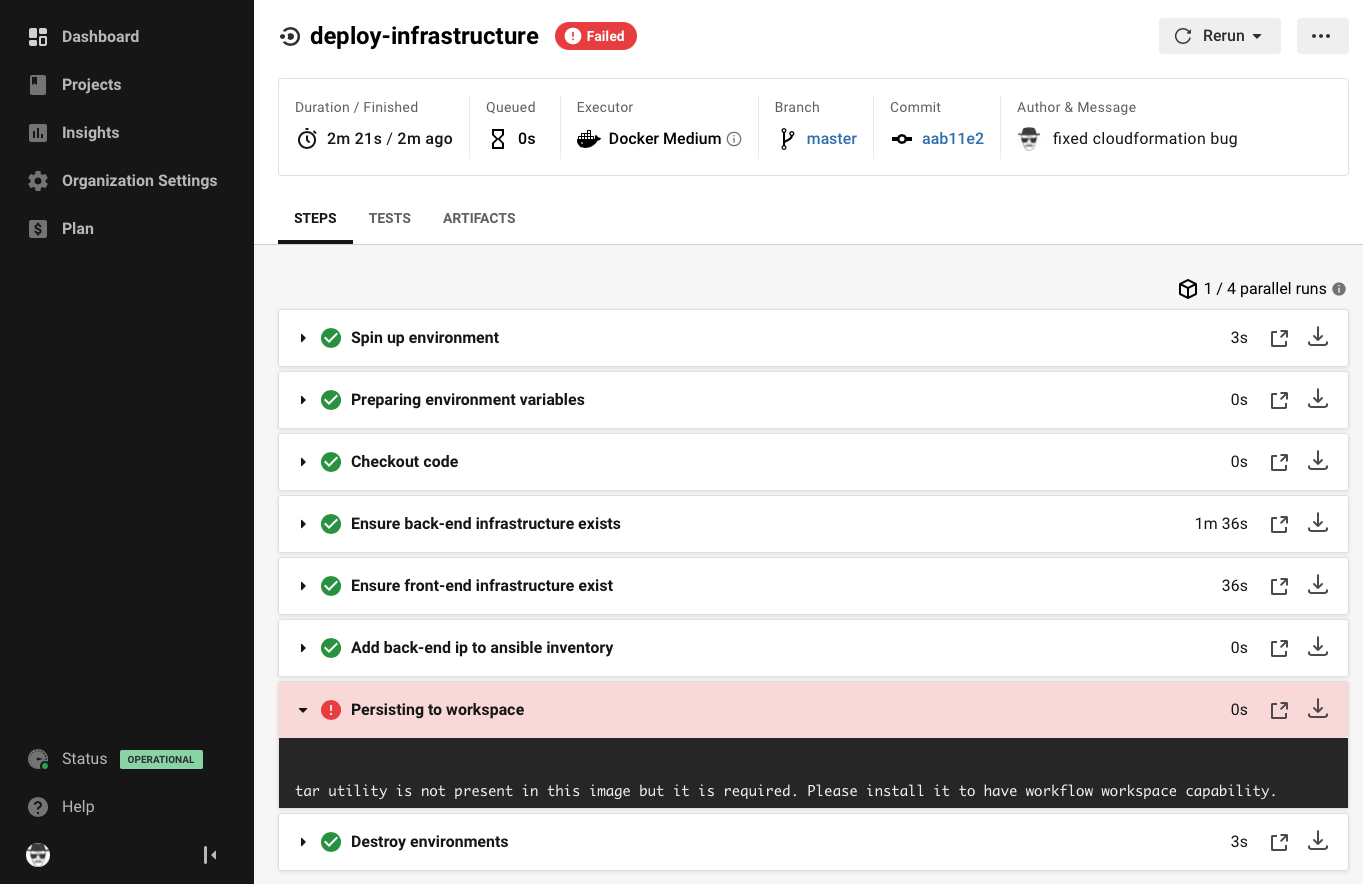 Dashboard
Projects
Insights
Organization Settings
Plan
Status OPERATIONAL
Help
deploy-infrastructure Failed
Rerun
Duration / Finished
2m 21s / 2m ago
Queued
0s
Executor
Docker Medium
Branch
master
Commit
aab11e2
Author & Message
fixed cloudformation bug
STEPS TESTS ARTIFACTS
1 / 4 parallel runs
Spin up environment 3s
Preparing environment variables 0s
Checkout code 0s
Ensure back-end infrastructure exists 1m 36s
Ensure front-end infrastructure exist 36s
Add back-end ip to ansible inventory 0s
Persisting to workspace 0s
tar utility is not present in this image but it is required. Please install it to have workflow workspace capability.
Destroy environments 3s